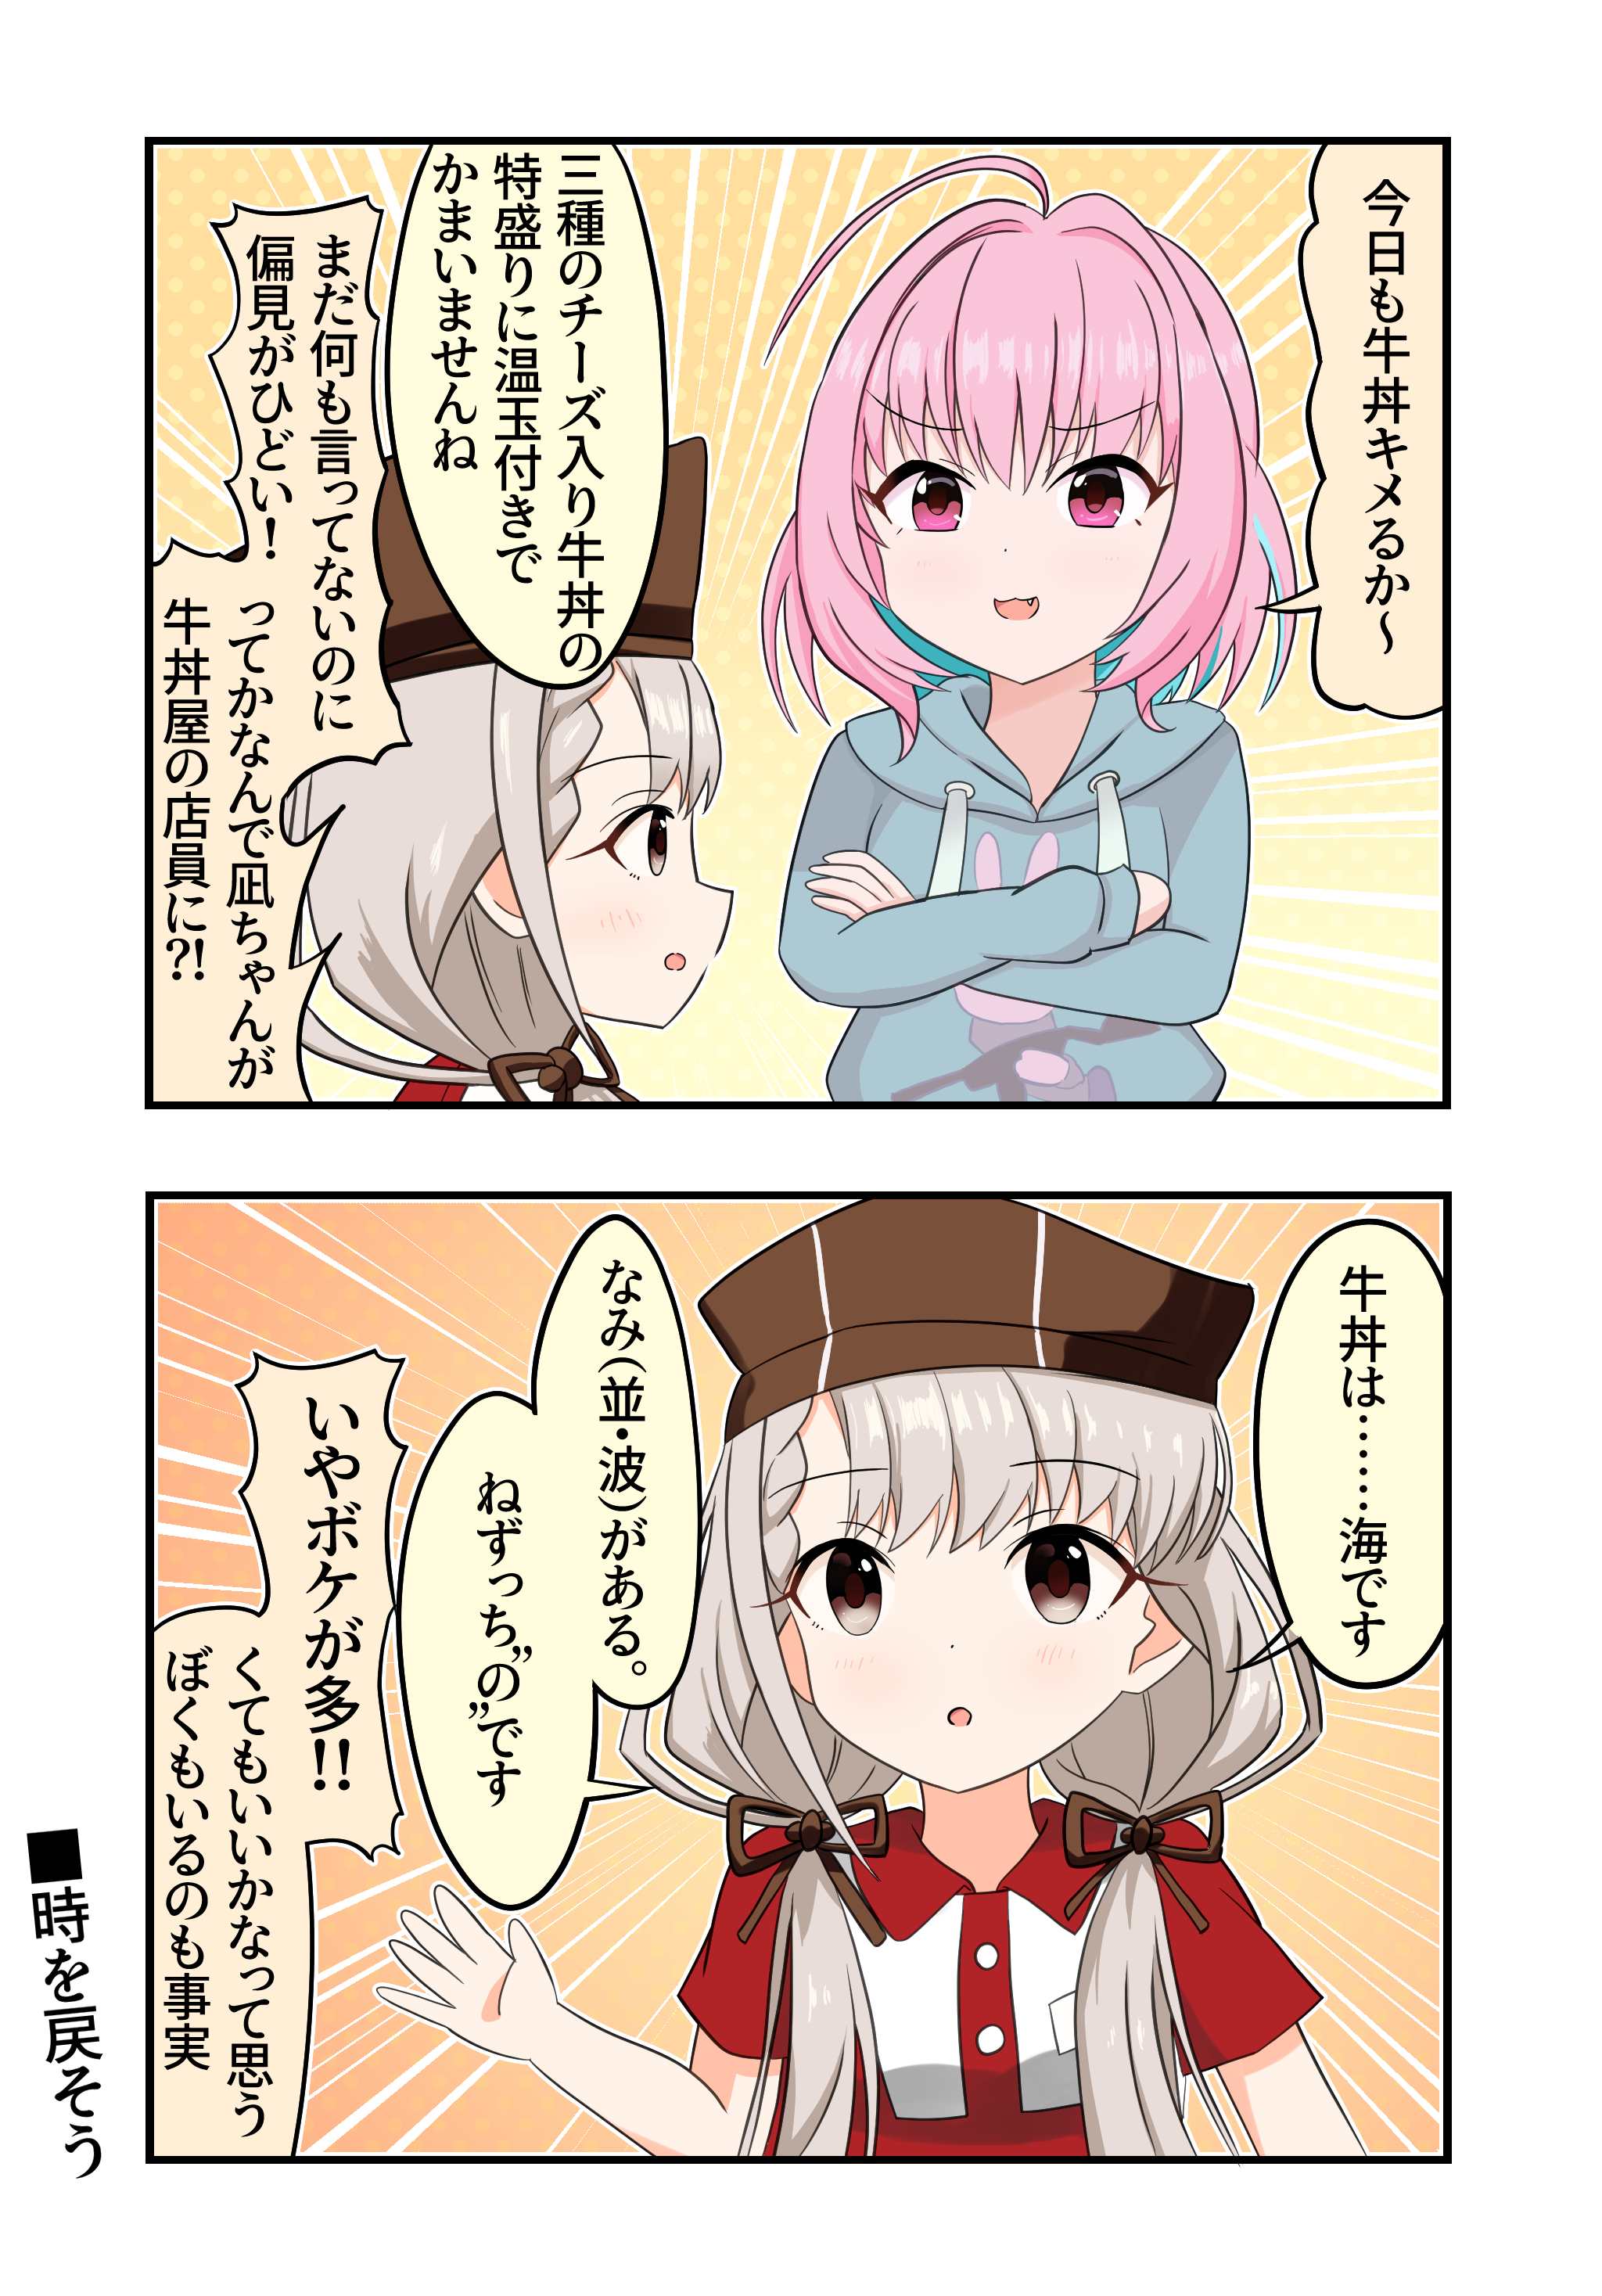 今日も牛丼キメるか～
三種のチーズ入り牛丼の
特盛りに温玉付きで
かまいませんね
まだ何も言ってないのに
偏見がひどい！
ってかなんで凪ちゃんが
牛丼屋の店員に?!
牛丼は………海です
なみ(並・波)がある。
ねずっち”の”です
いやボケが多!!
くてもいいかなって思う
ぼくもいるのも事実
■時を戻そう